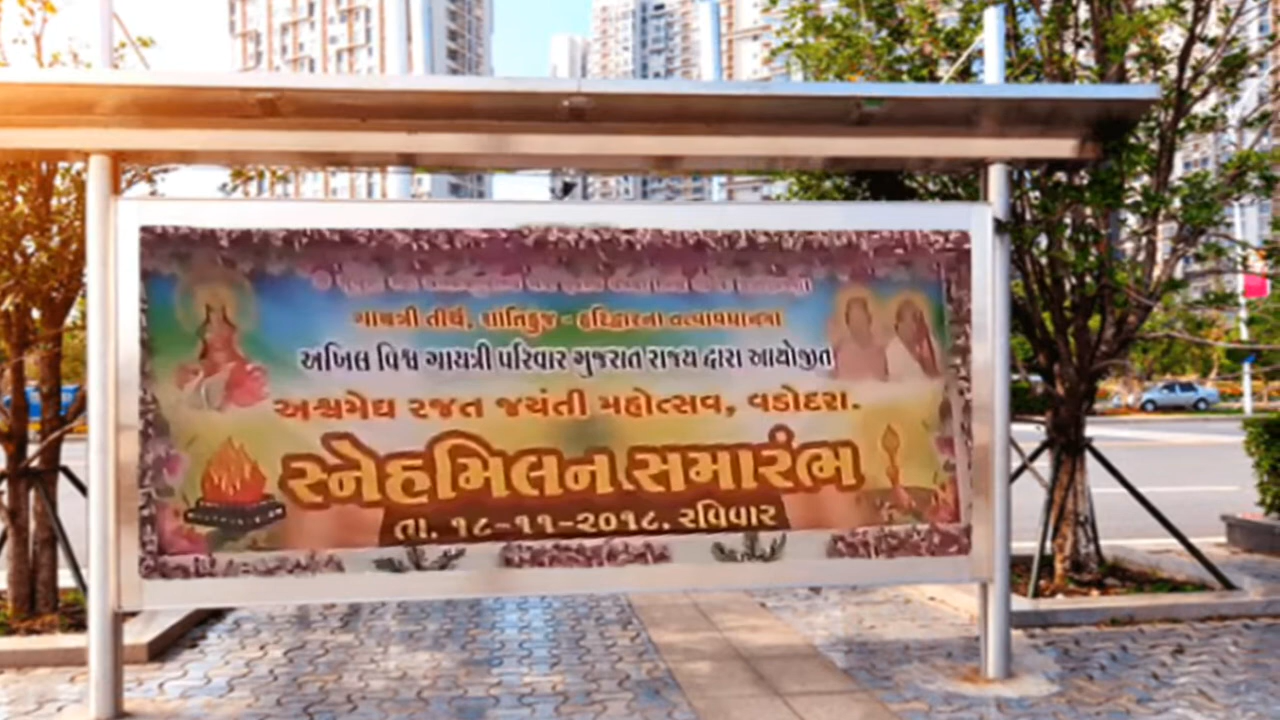 ગાયત્રી તીર્થ, શાંતિકુંજ - હરિદ્વારના તત્વાવધાનમાં
અખિલ વિશ્વ ગાયત્રી પરિવાર ગુજરાત રાજ્ય દ્વારા આયોજીત
અશ્વમેઘ રજત જયંતી મહોત્સવ, વડોદરા.
સ્નેહમિલન સમારંભ
તા. ૧૮-૧૧-૨૦૧૮. રવિવાર